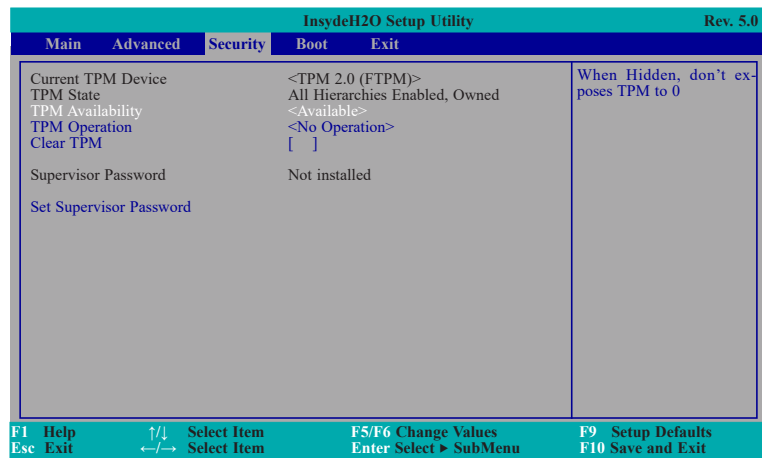 InsydeH2O Setup Utility Rev. 5.0
Main Advanced Security Boot Exit
Current TPM Device <TPM 2.0 (FTPM)>
TPM State All Hierarchies Enabled, Owned
TPM Availability <Available>
TPM Operation <No Operation>
Clear TPM [ ]
Supervisor Password Not installed
Set Supervisor Password
When Hidden, don't ex-
poses TPM to 0
F1 Help ↑/↓ Select Item F5/F6 Change Values F9 Setup Defaults
Esc Exit ←/→ Select Item Enter Select ► SubMenu F10 Save and Exit